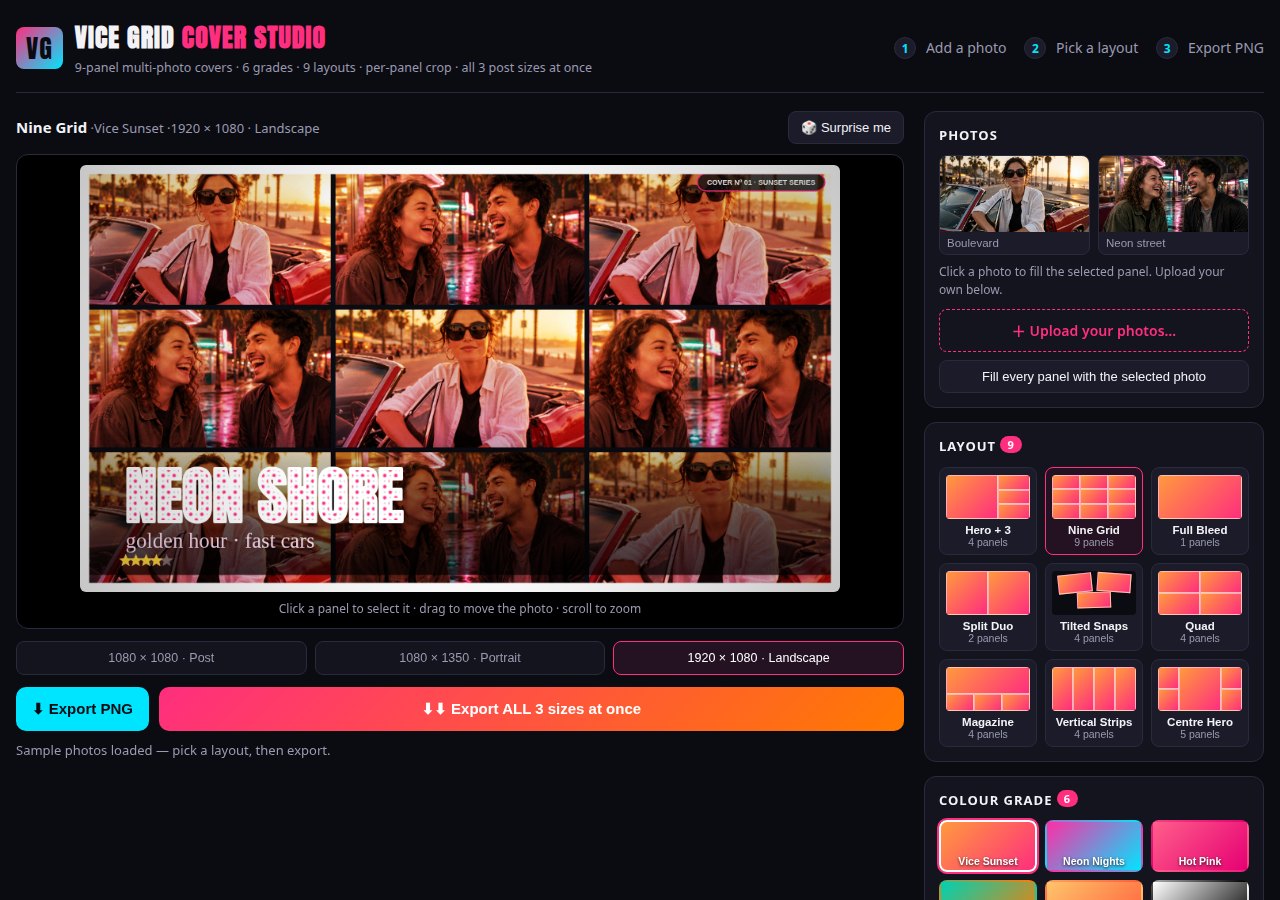 VG
VICE GRID COVER STUDIO
9-panel multi-photo covers · 6 grades · 9 layouts · per-panel crop · all 3 post sizes at once
1 Add a photo
2 Pick a layout
3 Export PNG
Nine Grid ·Vice Sunset ·1920 × 1080 · Landscape
🎲 Surprise me
COVER Nº 01 · SUNSET SERIES
NEON SHORE
golden hour · fast cars
★★★★★
Click a panel to select it · drag to move the photo · scroll to zoom
1080 × 1080 · Post
1080 × 1350 · Portrait
1920 × 1080 · Landscape
⬇ Export PNG
⬇⬇ Export ALL 3 sizes at once
Sample photos loaded — pick a layout, then export.
PHOTOS
Boulevard
Neon street
Click a photo to fill the selected panel. Upload your
own below.
+ Upload your photos…
Fill every panel with the selected photo
LAYOUT 9
Hero + 3
4 panels
Nine Grid
9 panels
Full Bleed
1 panels
Split Duo
2 panels
Tilted Snaps
4 panels
Quad
4 panels
Magazine
4 panels
Vertical Strips
4 panels
Centre Hero
5 panels
COLOUR GRADE 6
Vice Sunset
Neon Nights
Hot Pink